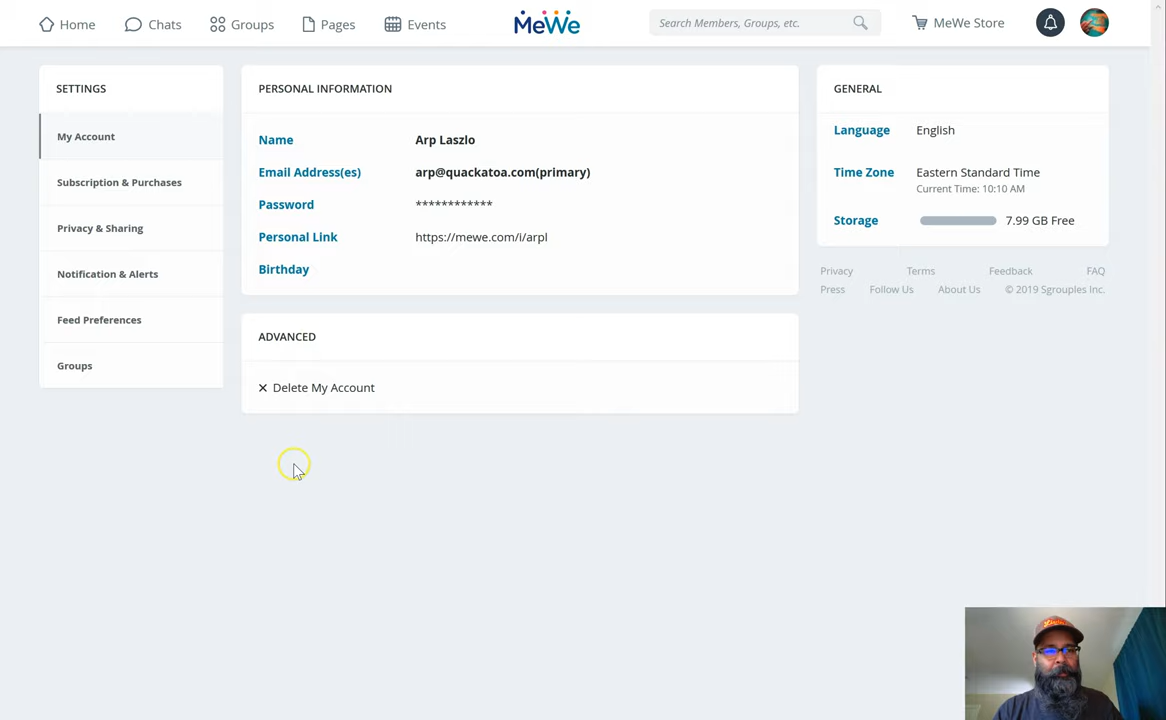 Home
Chats
Groups
Pages
Events
MeWe
Search Members, Groups, etc.
MeWe Store
SETTINGS
My Account
Subscription & Purchases
Privacy & Sharing
Notification & Alerts
Feed Preferences
Groups
PERSONAL INFORMATION
Name Arp Laszlo
Email Address(es) arp@quackatoa.com(primary)
Password ************
Personal Link https://mewe.com/i/arpl
Birthday
ADVANCED
✕ Delete My Account
GENERAL
Language English
Time Zone Eastern Standard Time
Current Time: 10:10 AM
Storage 7.99 GB Free
Privacy Terms Feedback FAQ
Press Follow Us About Us © 2019 Sgrouples Inc.